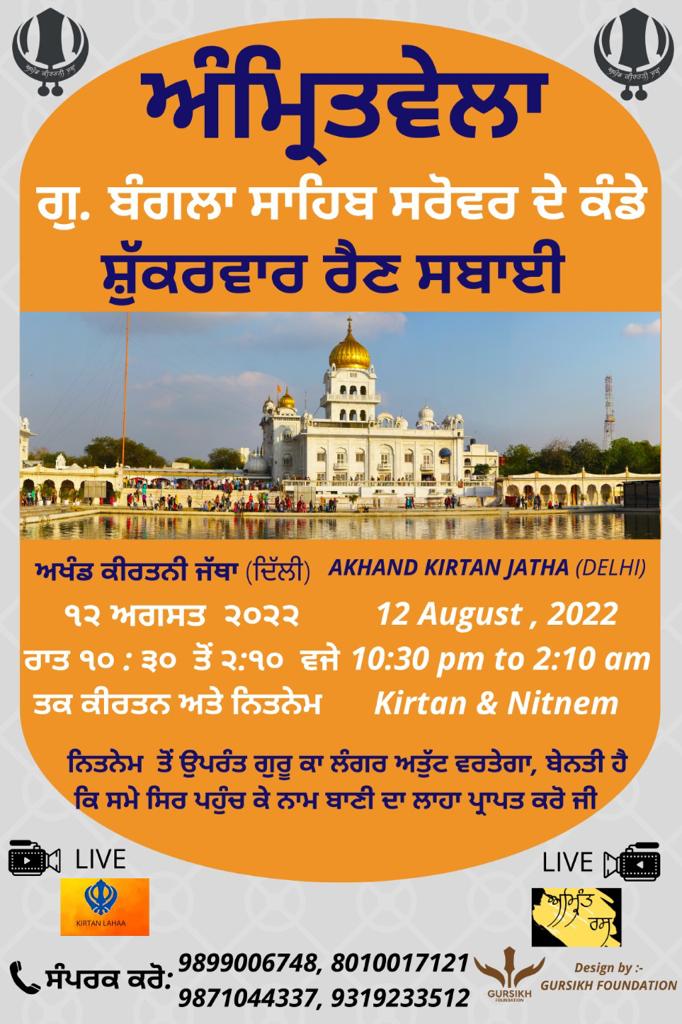 ਅੰਮ੍ਰਿਤਵੇਲਾ
ਗੁ. ਬੰਗਲਾ ਸਾਹਿਬ ਸਰੋਵਰ ਦੇ ਕੰਡੇ
ਸ਼ੁੱਕਰਵਾਰ ਰੈਣ ਸਬਾਈ
ਅਖੰਡ ਕੀਰਤਨੀ ਜੱਥਾ (ਦਿੱਲੀ) AKHAND KIRTAN JATHA (DELHI)
੧੨ ਅਗਸਤ ੨੦੨੨ 12 August , 2022
ਰਾਤ ੧੦ : ੩੦ ਤੋਂ ੨:੧੦ ਵਜੇ 10:30 pm to 2:10 am
ਤਕ ਕੀਰਤਨ ਅਤੇ ਨਿਤਨੇਮ Kirtan & Nitnem
ਨਿਤਨੇਮ ਤੋਂ ਉਪਰੰਤ ਗੁਰੂ ਕਾ ਲੰਗਰ ਅਤੁੱਟ ਵਰਤੇਗਾ, ਬੇਨਤੀ ਹੈ
ਕਿ ਸਮੇ ਸਿਰ ਪਹੁੰਚ ਕੇ ਨਾਮ ਬਾਣੀ ਦਾ ਲਾਹਾ ਪ੍ਰਾਪਤ ਕਰੋ ਜੀ
LIVE LIVE
KIRTAN LAHAA
ਅਮ੍ਰਿੰਤ
ਰਸ
ਸੰਪਰਕ ਕਰੋ: 9899006748, 8010017121
9871044337, 9319233512
GURSIKH
FOUNDATION
Design by :-
GURSIKH FOUNDATION